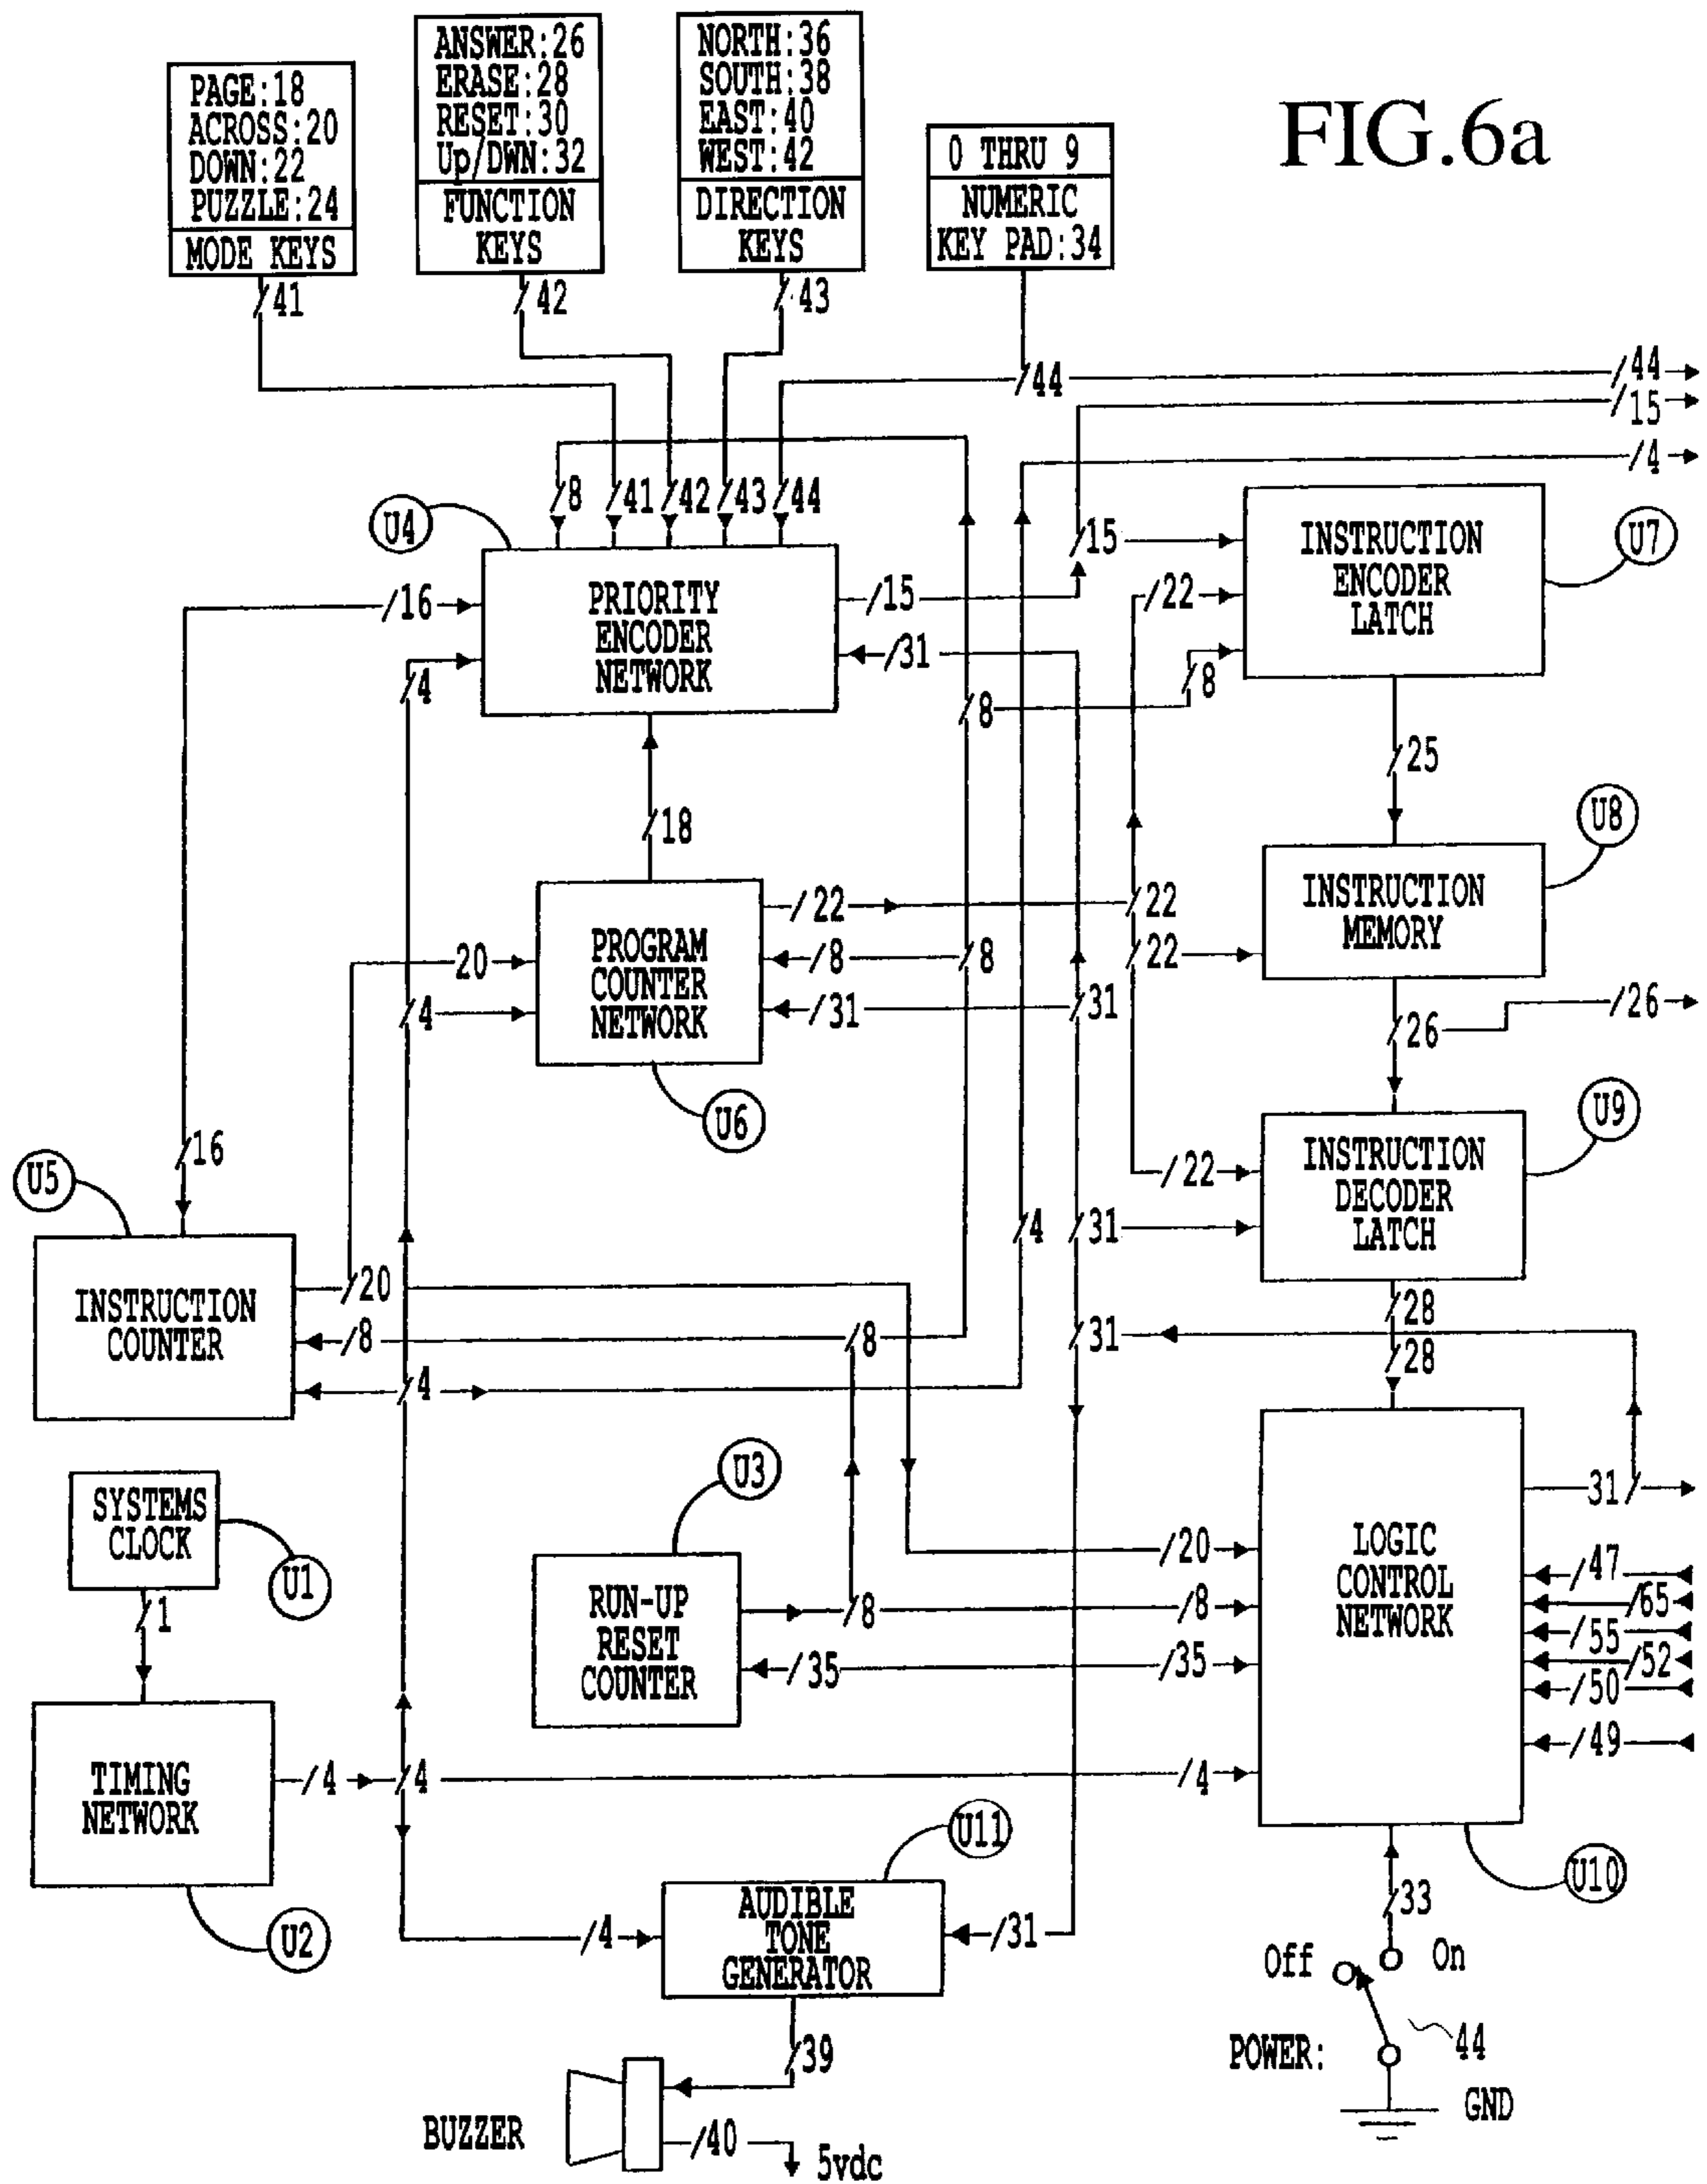 FIG.6a
PAGE:18
ACROSS:20
DOWN:22
PUZZLE:24
MODE KEYS
ANSWER:26
ERASE:28
RESET:30
Up/DWN:32
FUNCTION
KEYS
NORTH:36
SOUTH:38
EAST:40
WEST:42
DIRECTION
KEYS
0 THRU 9
NUMERIC
KEY PAD:34
/41
/42
/43
/44
/44
/15
/4
/8
/41
/42
/43
/44
U4
PRIORITY
ENCODER
NETWORK
/16
/4
/15
/31
/15
/22
/8
/8
INSTRUCTION
ENCODER
LATCH
U7
/25
/18
U8
INSTRUCTION
MEMORY
PROGRAM
COUNTER
NETWORK
U6
20
/4
/22
/8
/31
/22
/8
/22
/31
/26
/26
U9
INSTRUCTION
DECODER
LATCH
/22
/31
/4
/16
U5
INSTRUCTION
COUNTER
/20
/8
/4
/8
/31
/28
/28
SYSTEMS
CLOCK
U1
/1
TIMING
NETWORK
U2
/4
/4
U3
RUN-UP
RESET
COUNTER
/8
/35
/20
/8
/35
/4
LOGIC
CONTROL
NETWORK
31/
/47
/65
/55
/52
/50
/49
U10
/33
U11
AUDIBLE
TONE
GENERATOR
/4
/31
/39
BUZZER
/40
5vdc
Off
On
POWER:
44
GND